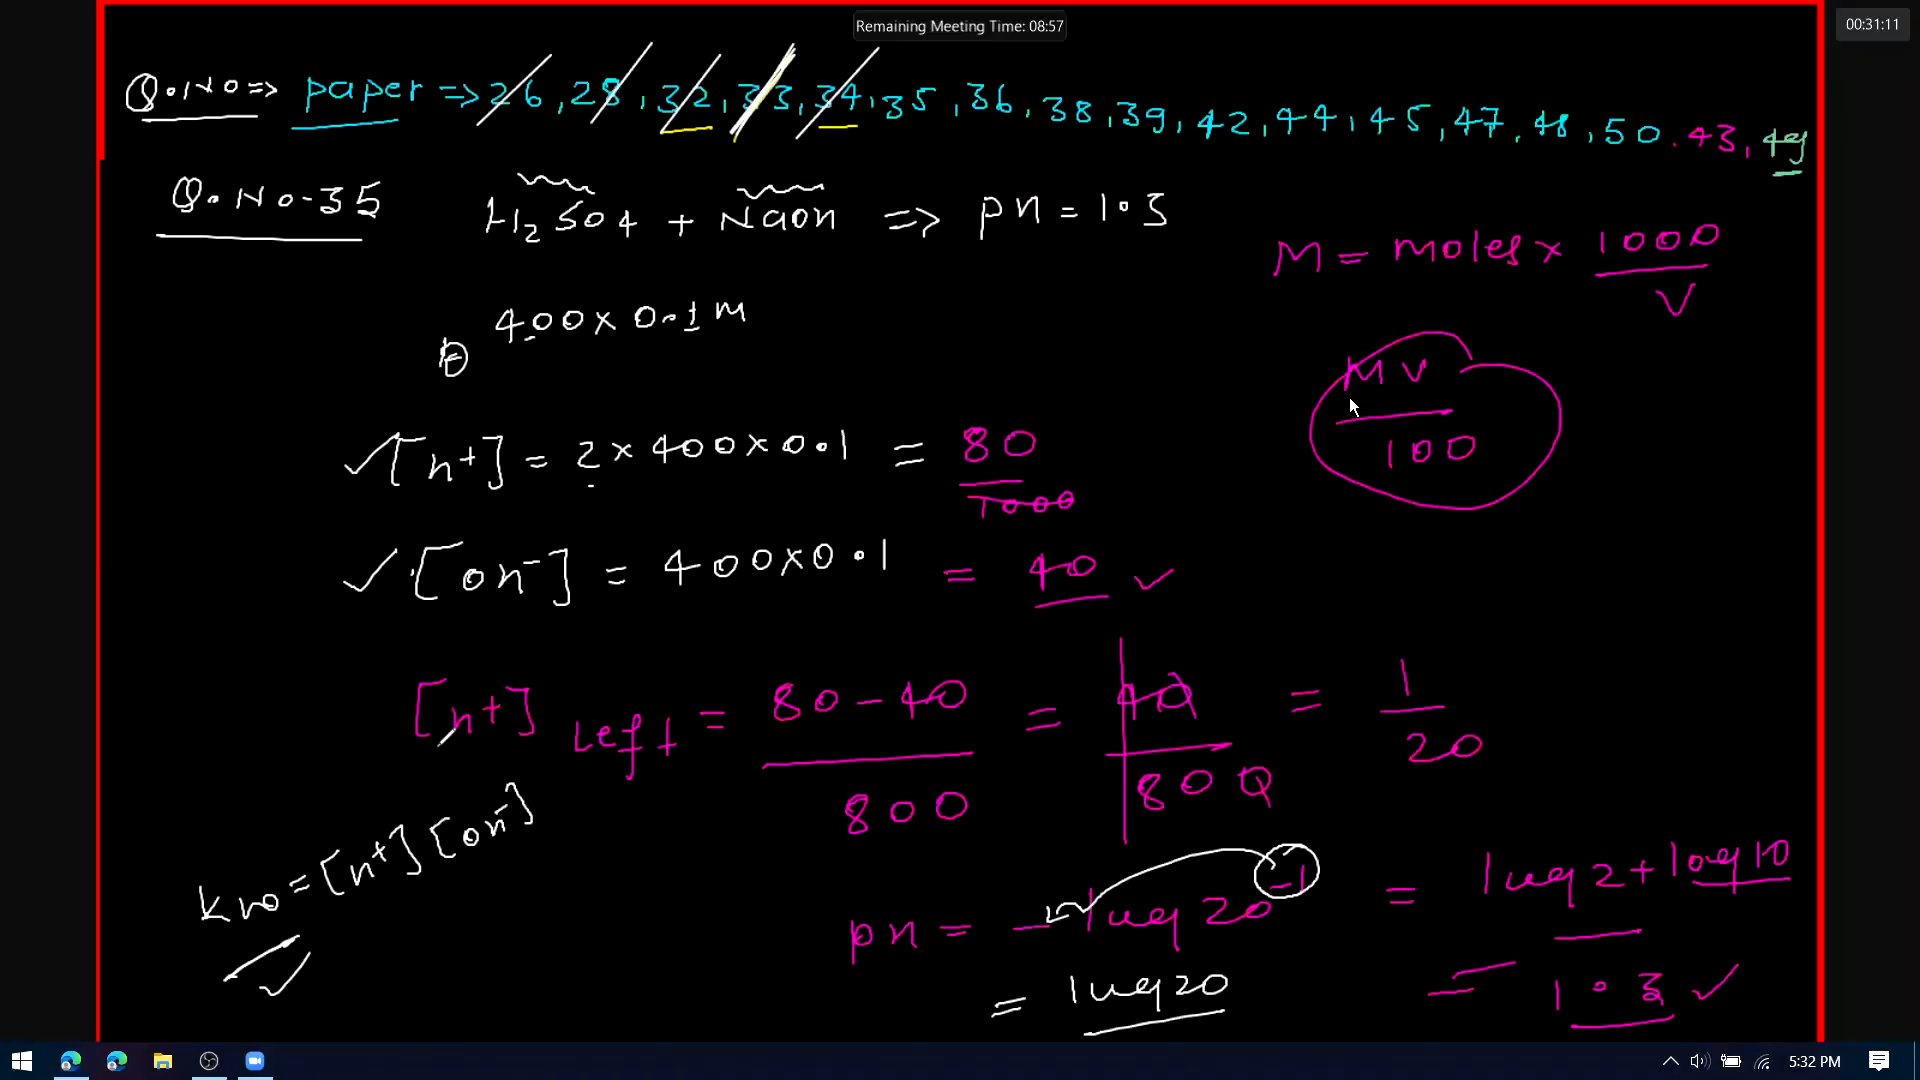 Remaining Meeting Time: 08:57
00:31:11
Q.No => paper => 26, 28, 32, 33, 34, 35, 36, 38, 39, 42, 44, 45, 47, 48, 50. 43, 49
Q.No-35 H2SO4 + NaOH => pH = 1.3
M = moles × 1000/V
400×0.1 M
MV/100
[H+] = 2×400×0.1 = 80/1000
[OH-] = 400×0.1 = 40
[H+] Left = 80-40/800 = 40/800 = 1/20
Kw = [H+][OH-]
pH = -log 20^-1 = log 2 + log 10
= log 20 = 1.3
5:32 PM